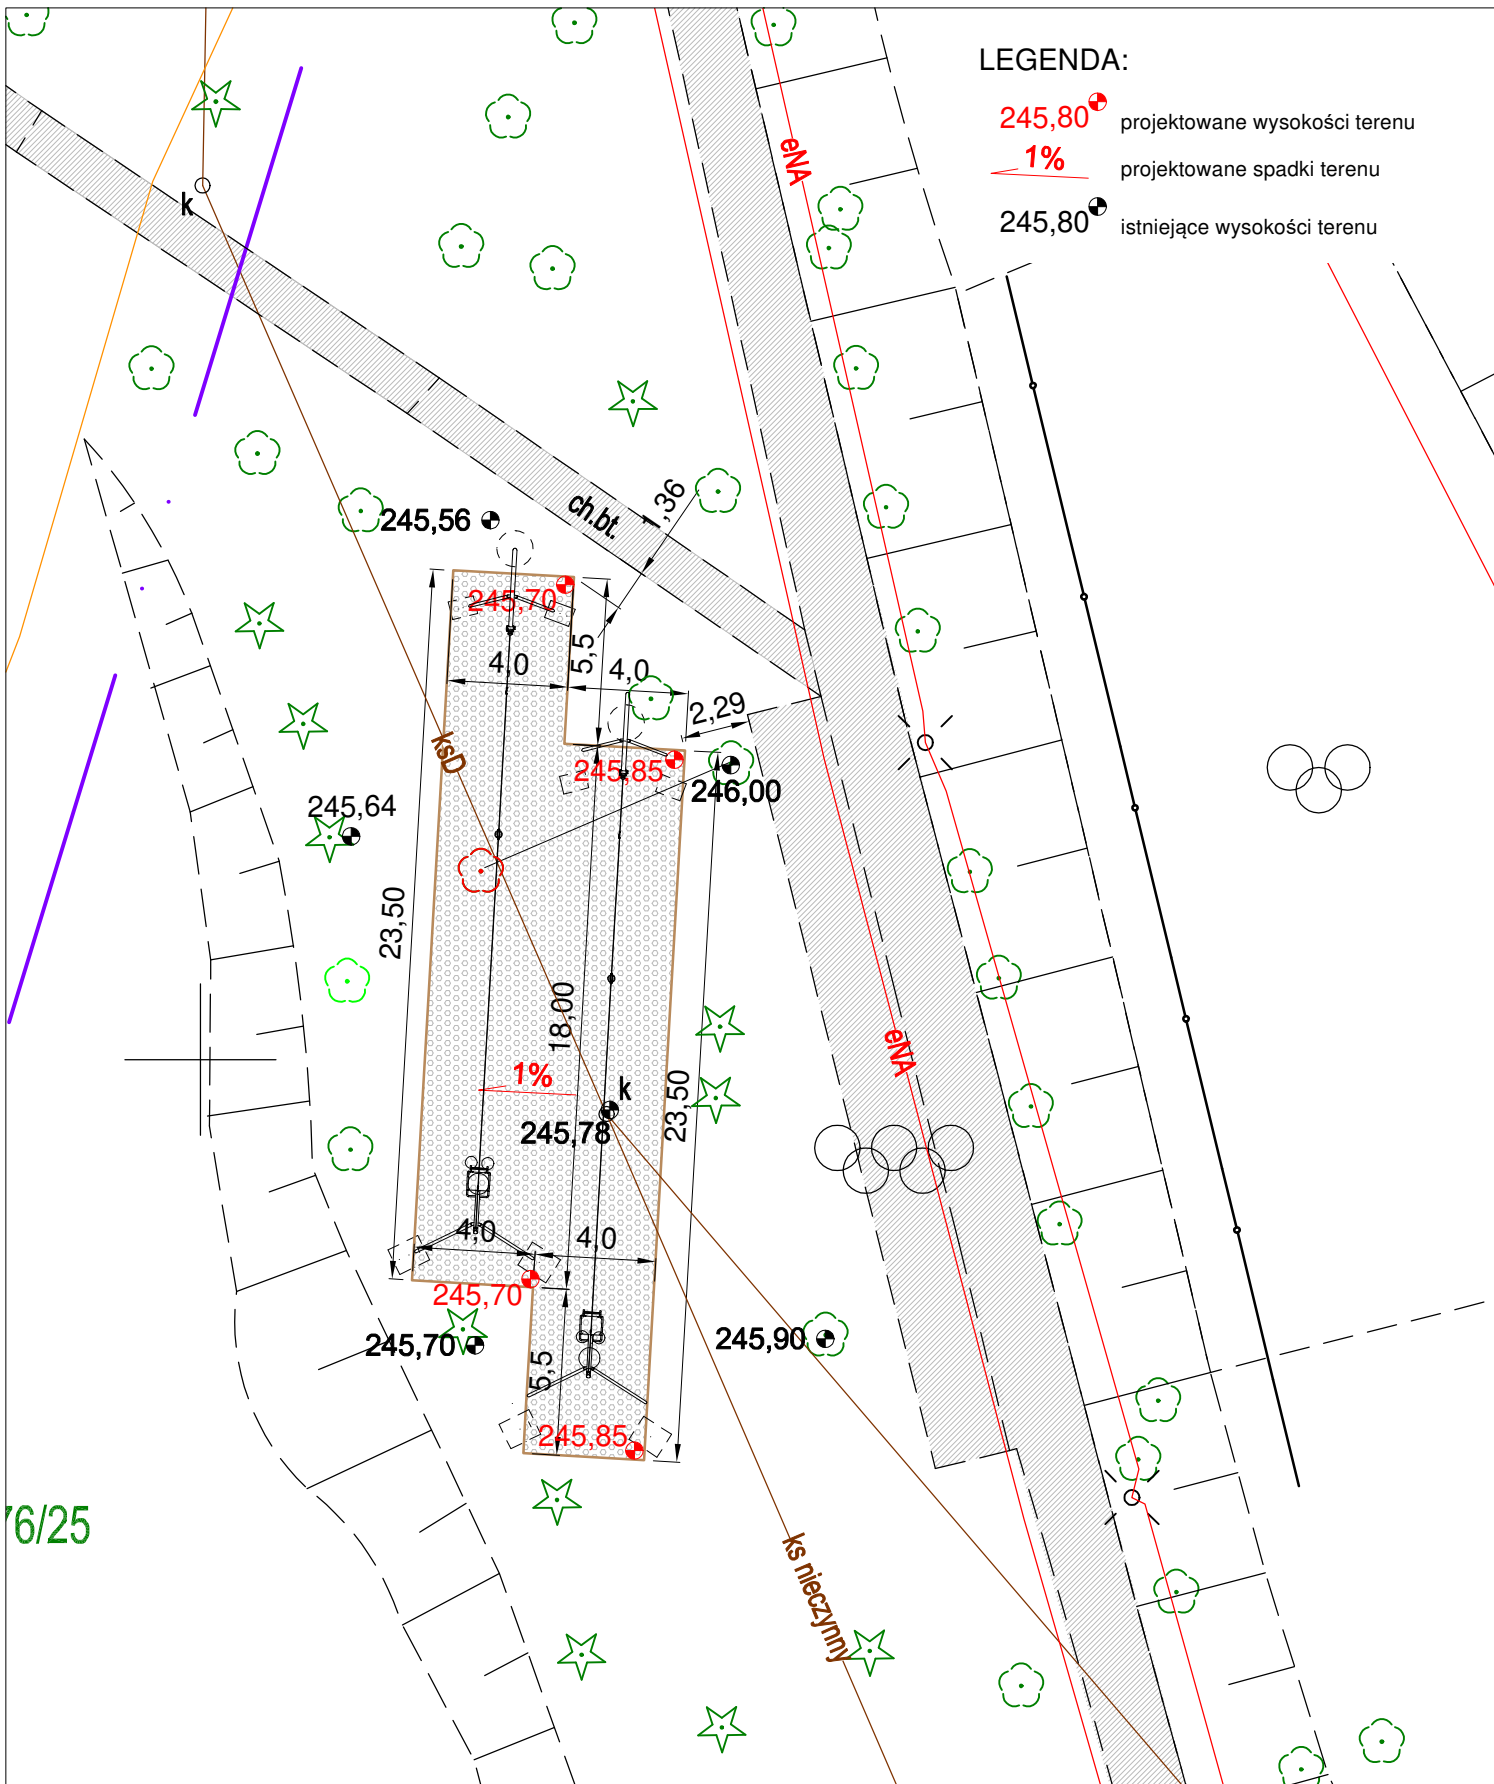 LEGENDA:
245,80 projektowane wysokości terenu
1% projektowane spadki terenu
245,80 istniejące wysokości terenu
eNA
k
ch.bt.
1,36
245,56
245,70
4,0
5,5
4,0
2,29
ksD
245,85
246,00
245,64
23,50
18,00
eNA
1%
k
245,78
23,50
4,0
4,0
245,70
245,70
245,90
5,5
245,85
76/25
ks nieczynny